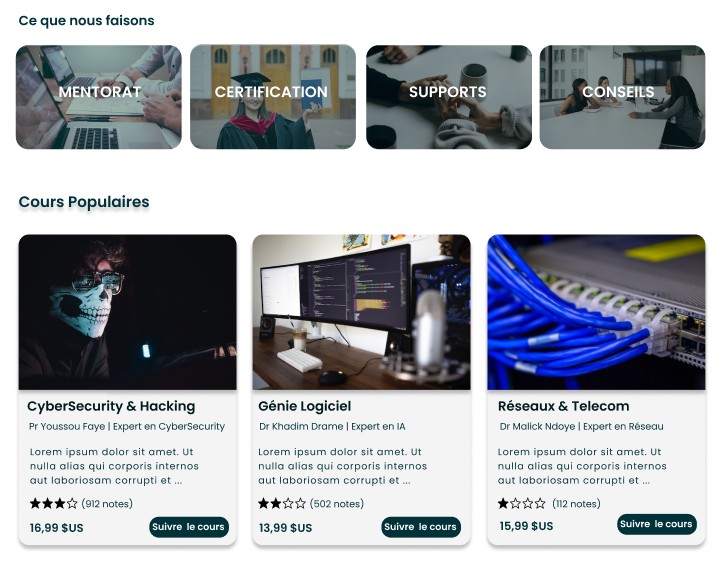 Ce que nous faisons
MENTORAT
CERTIFICATION
SUPPORTS
CONSEILS
Cours Populaires
CyberSecurity & Hacking
Pr Youssou Faye | Expert en CyberSecurity
Lorem ipsum dolor sit amet. Ut
nulla alias qui corporis internos
aut laboriosam corrupti et ...
(912 notes)
16,99 $US
Suivre le cours
Génie Logiciel
Dr Khadim Drame | Expert en IA
Lorem ipsum dolor sit amet. Ut
nulla alias qui corporis internos
aut laboriosam corrupti et ...
(502 notes)
13,99 $US
Suivre le cours
Réseaux & Telecom
Dr Malick Ndoye | Expert en Réseau
Lorem ipsum dolor sit amet. Ut
nulla alias qui corporis internos
aut laboriosam corrupti et ...
(112 notes)
15,99 $US
Suivre le cours